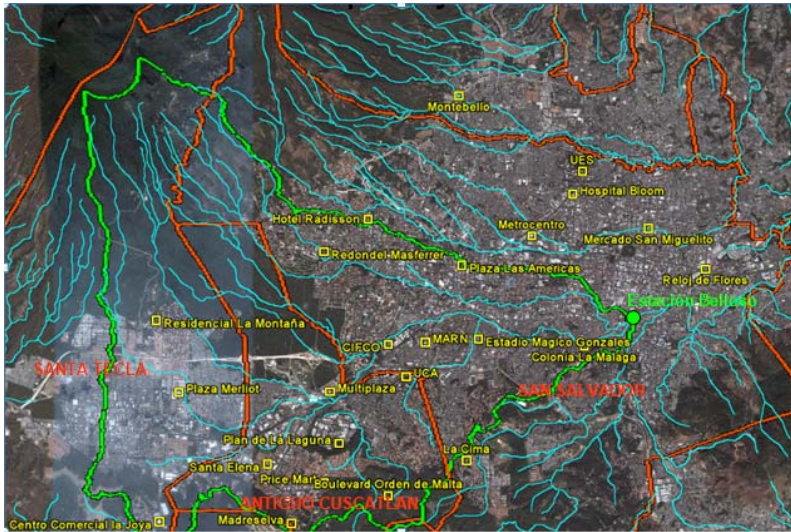 Montebello
UES
Hospital Bloom
Hotel Radisson
Metrocentro
Mercado San Miguelito
Redondel Masferrer
Plaza Las Americas
Reloj de Flores
Estación Belloso
Residencial La Montaña
CIFCO
MARN
Estadio Magico Gonzales
Colonia La Malaga
SANTA TECLA
UCA
Plaza Merliot
Multiplaza
SAN SALVADOR
Plan de La Laguna
La Cima
Santa Elena
Price Mart
Boulevard Orden de Malta
ANTIGUO CUSCATLAN
Centro Comercial la Joya
Madreselva